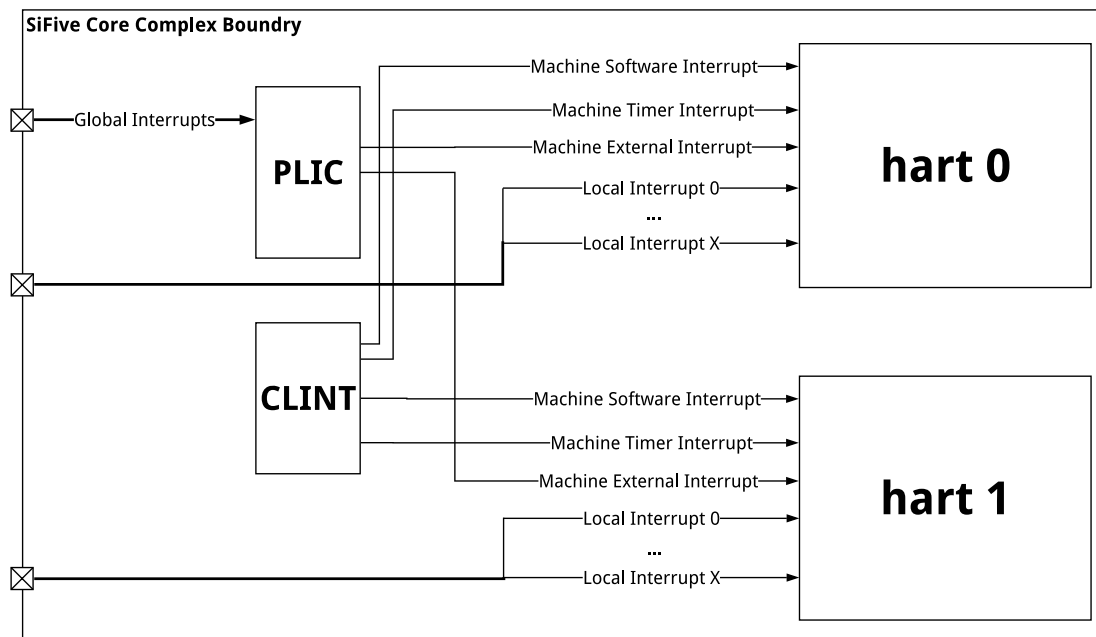 SiFive Core Complex Boundry
Machine Software Interrupt
Global Interrupts
Machine Timer Interrupt
PLIC
Machine External Interrupt
hart 0
Local Interrupt 0
...
Local Interrupt X
CLINT
Machine Software Interrupt
Machine Timer Interrupt
Machine External Interrupt
hart 1
Local Interrupt 0
...
Local Interrupt X